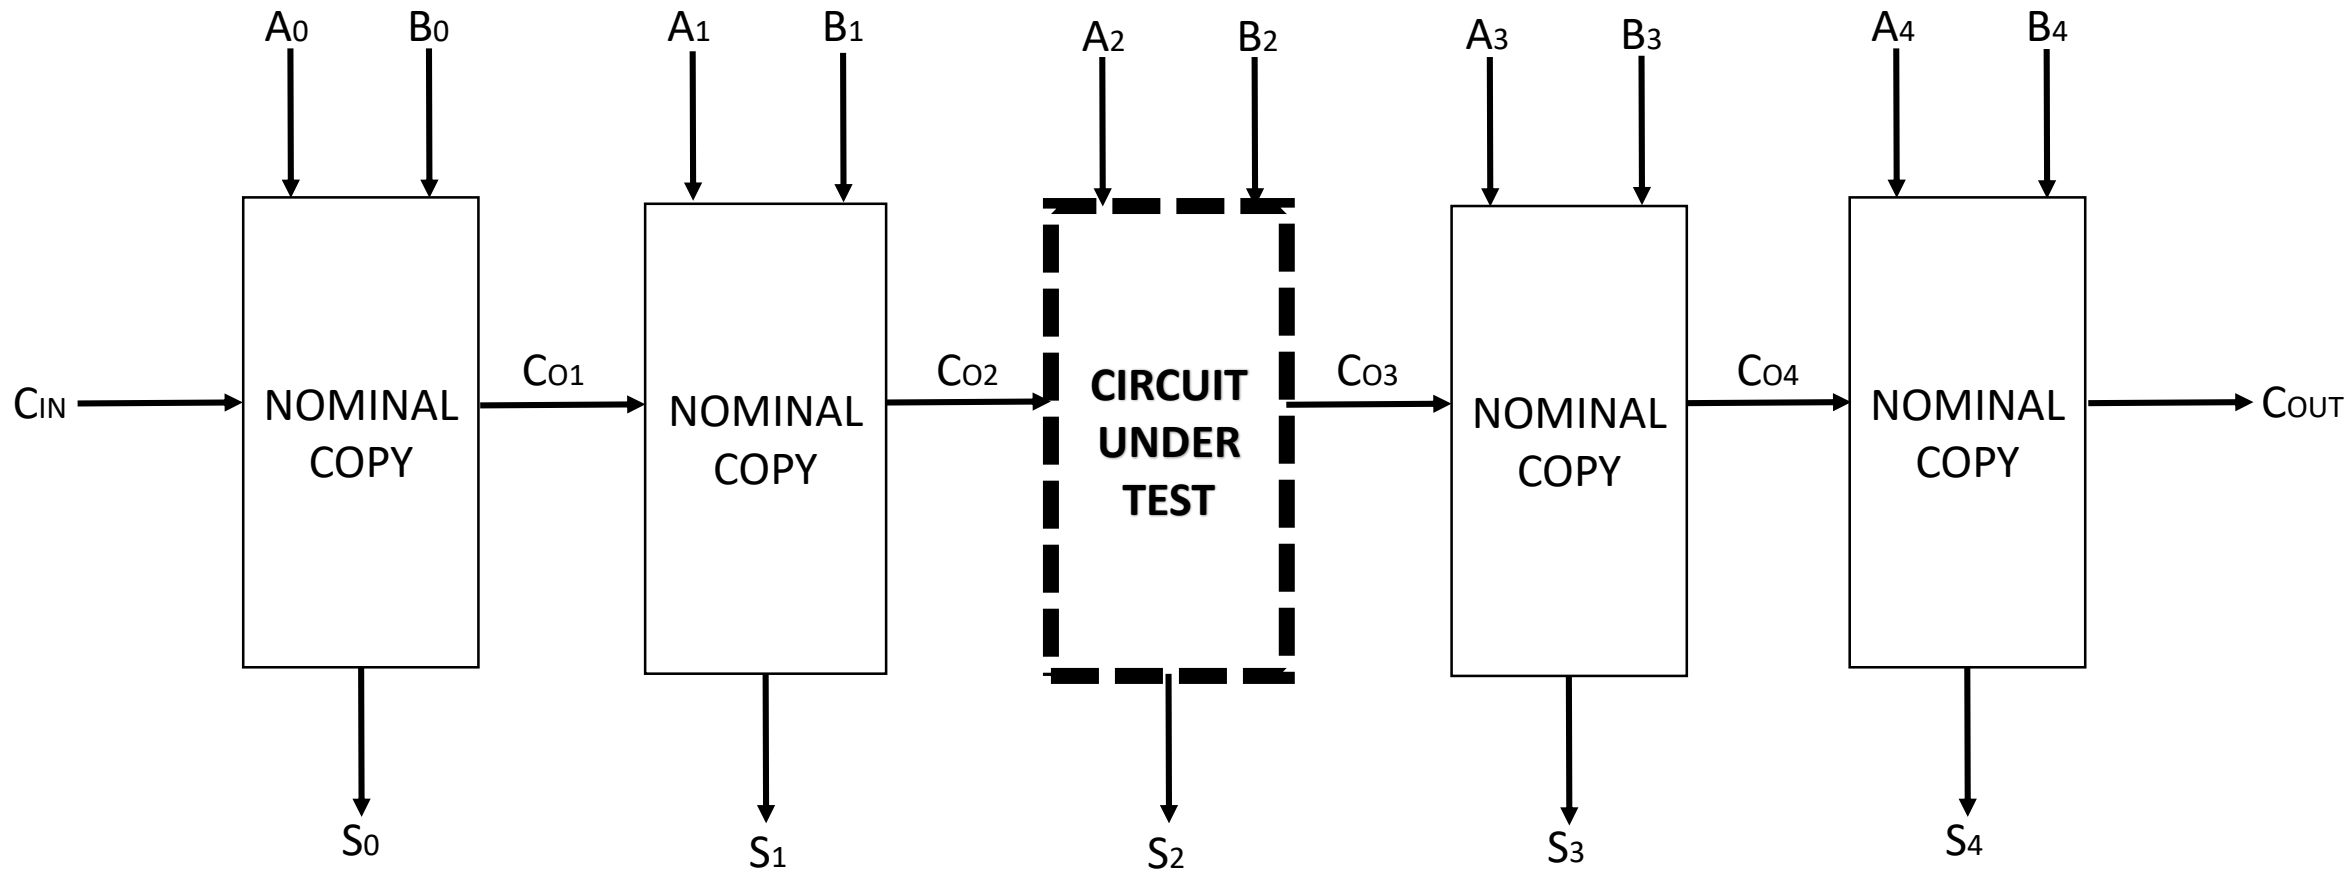 A0 B0 A1 B1 A2 B2 A3 B3 A4 B4
CIN
NOMINAL
COPY
CO1
NOMINAL
COPY
CO2
CIRCUIT
UNDER
TEST
CO3
NOMINAL
COPY
CO4
NOMINAL
COPY
COUT
S0 S1 S2 S3 S4